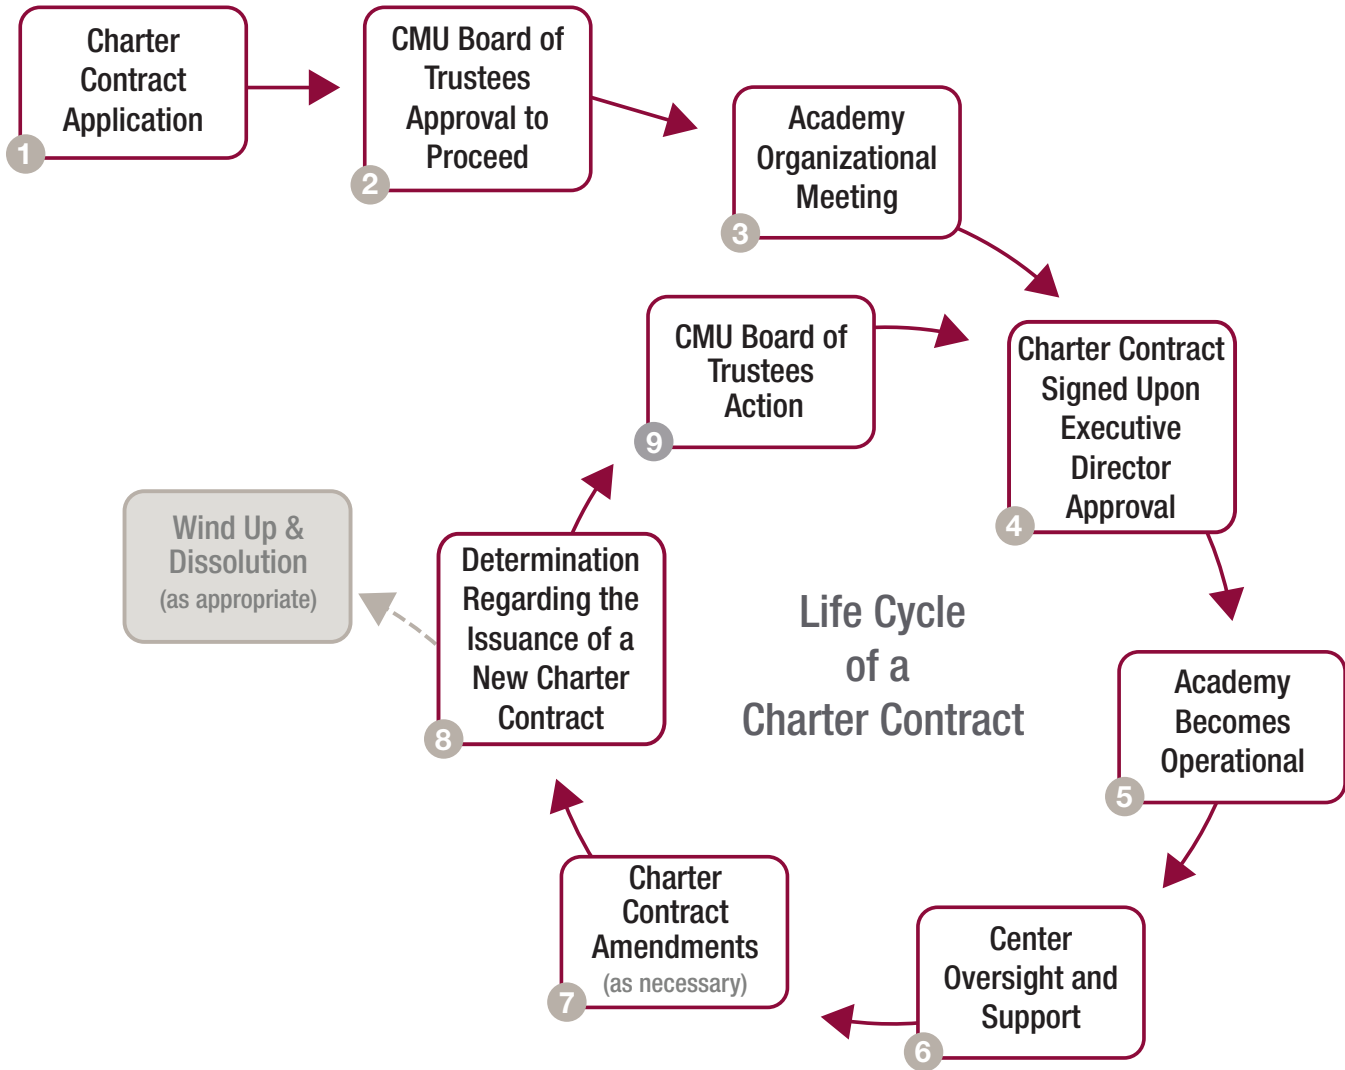 Charter
Contract
Application
1
CMU Board of
Trustees
Approval to
Proceed
2
Academy
Organizational
Meeting
3
Charter Contract
Signed Upon
Executive
Director
Approval
4
Academy
Becomes
Operational
5
Center
Oversight and
Support
6
Charter
Contract
Amendments
(as necessary)
7
Determination
Regarding the
Issuance of a
New Charter
Contract
8
CMU Board of
Trustees
Action
9
Wind Up &
Dissolution
(as appropriate)
Life Cycle
of a
Charter Contract